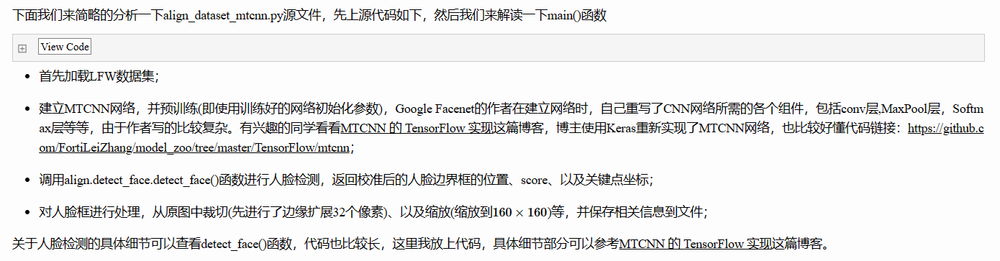 下面我们来简略的分析一下align_dataset_mtcnn.py源文件，先上源代码如下，然后我们来解读一下main()函数
View Code
首先加载LFW数据集；
建立MTCNN网络，并预训练(即使用训练好的网络初始化参数)，Google Facenet的作者在建立网络时，自己重写了CNN网络所需的各个组件，包括conv层,MaxPool层，Softm
ax层等等，由于作者写的比较复杂。有兴趣的同学看看MTCNN 的 TensorFlow 实现这篇博客，博主使用Keras重新实现了MTCNN网络，也比较好懂代码链接：https://github.c
om/FortiLeiZhang/model_zoo/tree/master/TensorFlow/mtcnn；
调用align.detect_face.detect_face()函数进行人脸检测，返回校准后的人脸边界框的位置、score、以及关键点坐标；
对人脸框进行处理，从原图中裁切(先进行了边缘扩展32个像素)、以及缩放(缩放到160 × 160)等，并保存相关信息到文件；
关于人脸检测的具体细节可以查看detect_face()函数，代码也比较长，这里我放上代码，具体细节部分可以参考MTCNN 的 TensorFlow 实现这篇博客。